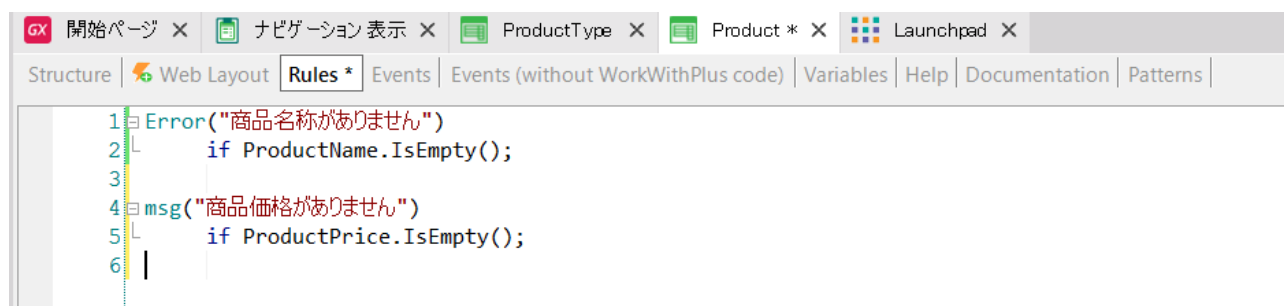 GX 開始ページ × ナビゲーション 表示 × ProductType × Product * × Launchpad ×
Structure Web Layout Rules * Events Events (without WorkWithPlus code) Variables Help Documentation Patterns
1 Error("商品名称がありません")
2 if ProductName.IsEmpty();
3
4 msg("商品価格がありません")
5 if ProductPrice.IsEmpty();
6